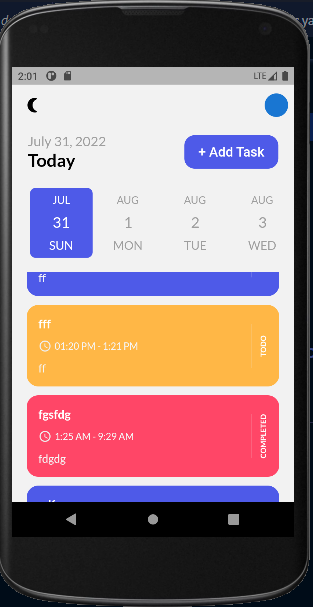 2:01
LTE
July 31, 2022
Today
+ Add Task
JUL
AUG
AUG
AUG
31
1
2
3
SUN
MON
TUE
WED
ff
fff
01:20 PM - 1:21 PM
TODO
ff
fgsfdg
1:25 AM - 9:29 AM
COMPLETED
fdgdg